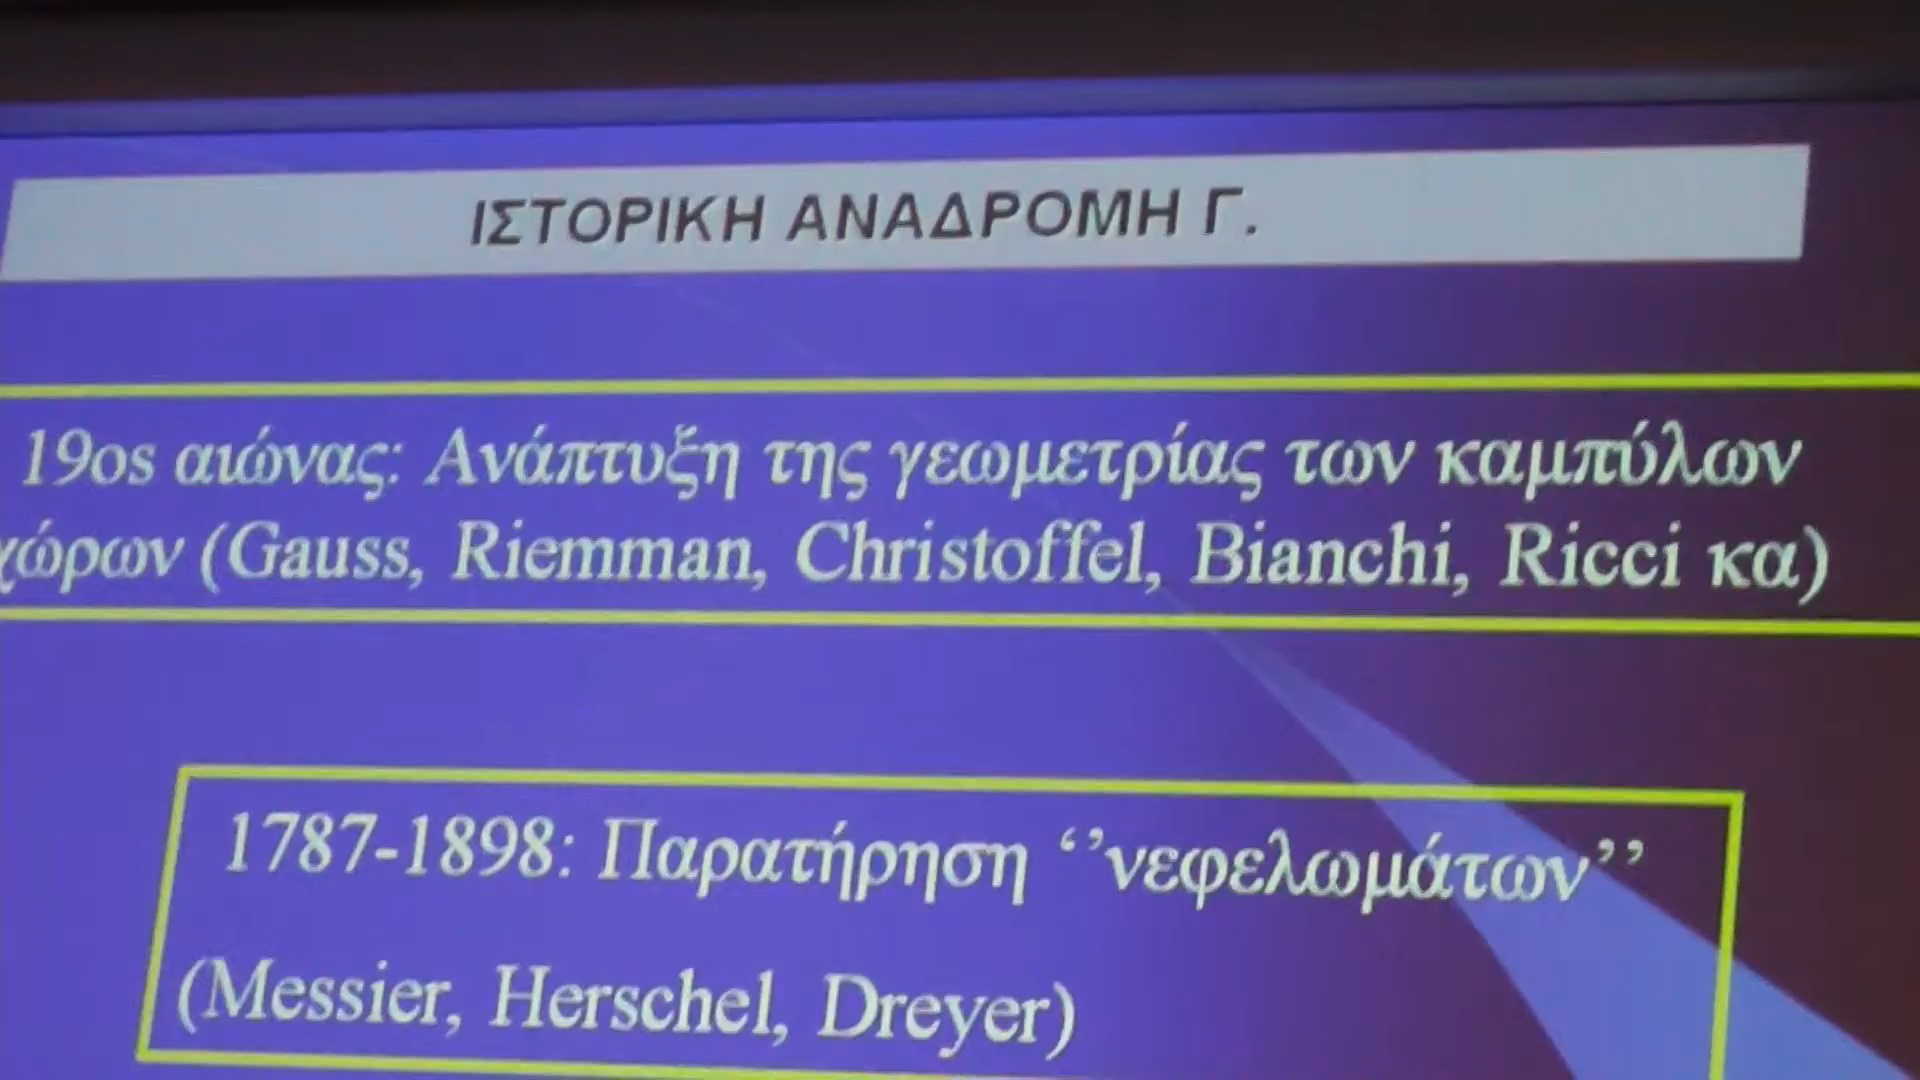 ΙΣΤΟΡΙΚΗ ΑΝΑΔΡΟΜΗ Γ.
19os αιώνας: Ανάπτυξη της γεωμετρίας των καμπύλων
χώρων (Gauss, Riemman, Christoffel, Bianchi, Ricci κα)
1787-1898: Παρατήρηση ‘’νεφελωμάτων’’
(Messier, Herschel, Dreyer)